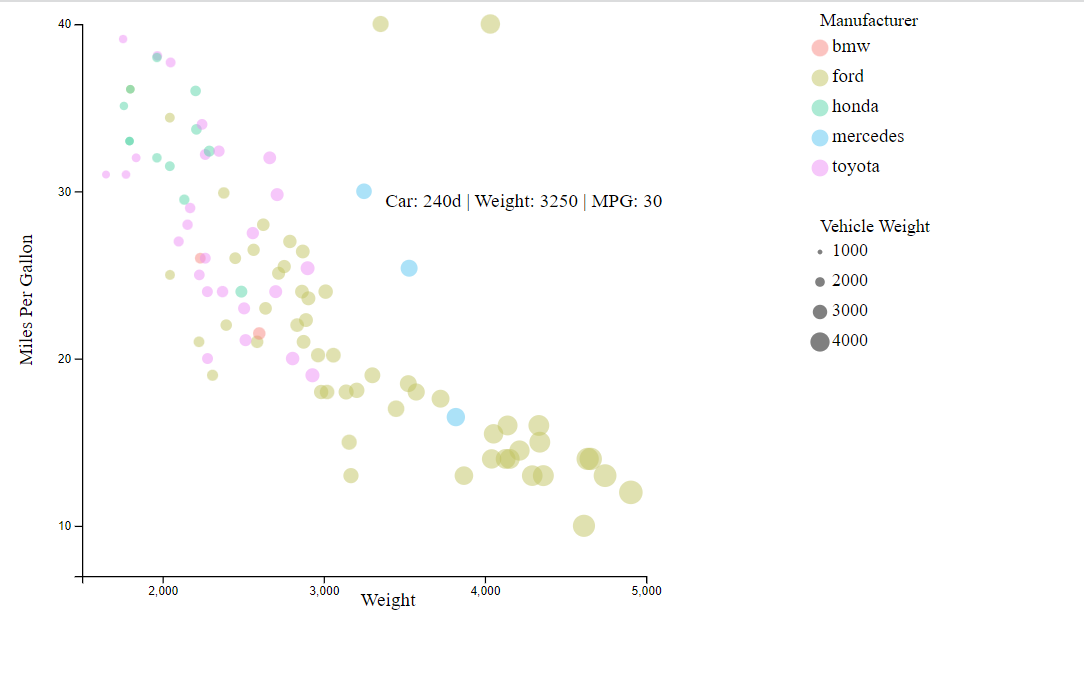 40
30
20
10
Miles Per Gallon
2,000
3,000
4,000
5,000
Weight
Car: 240d | Weight: 3250 | MPG: 30
Manufacturer
bmw
ford
honda
mercedes
toyota
Vehicle Weight
1000
2000
3000
4000